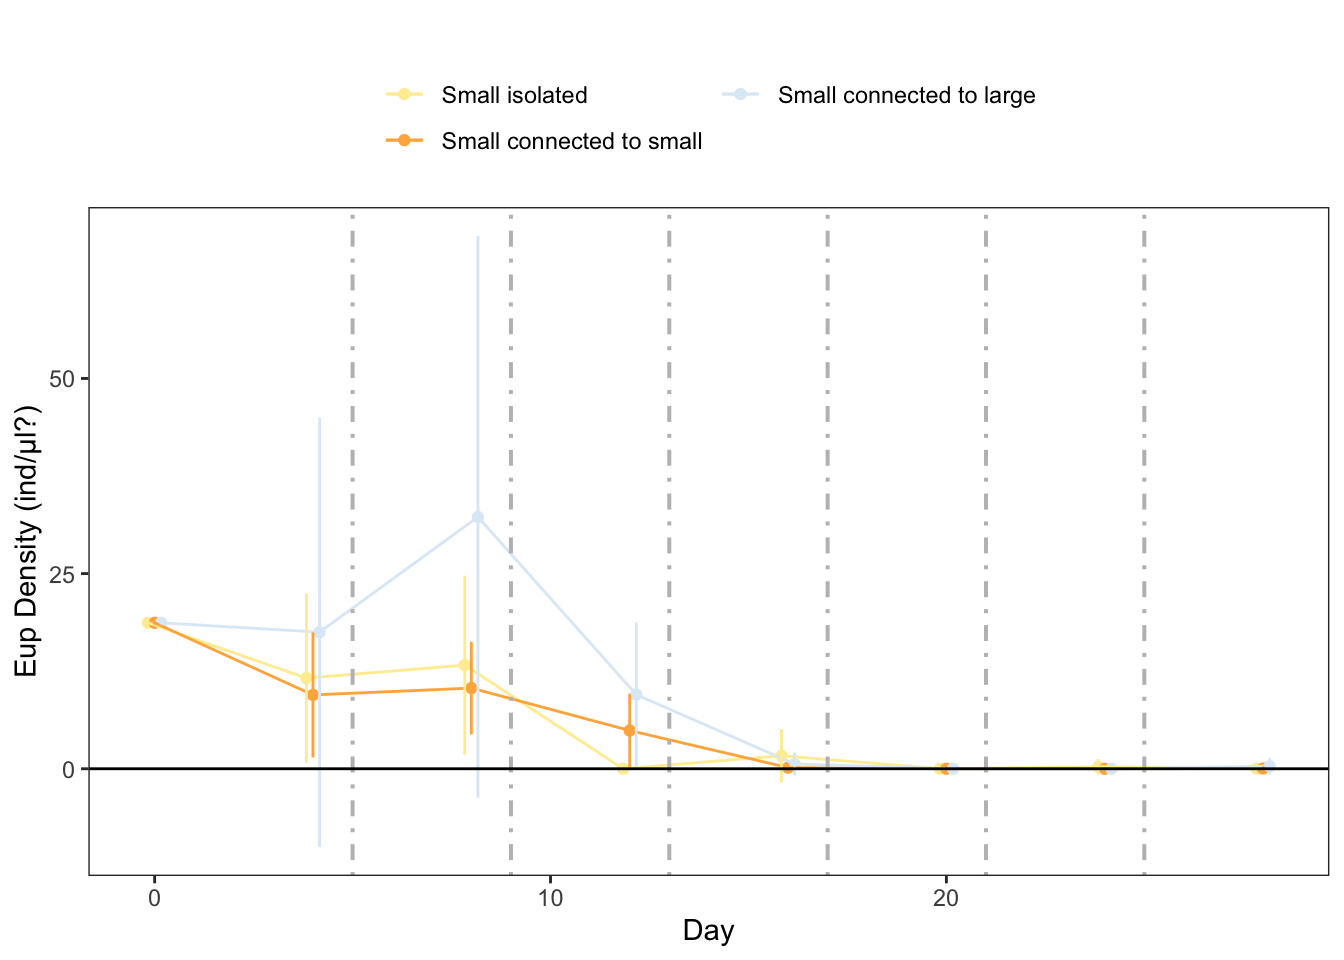 Small isolated
Small connected to large
Small connected to small
Eup Density (ind/µl?)
50
25
0
0
10
20
Day